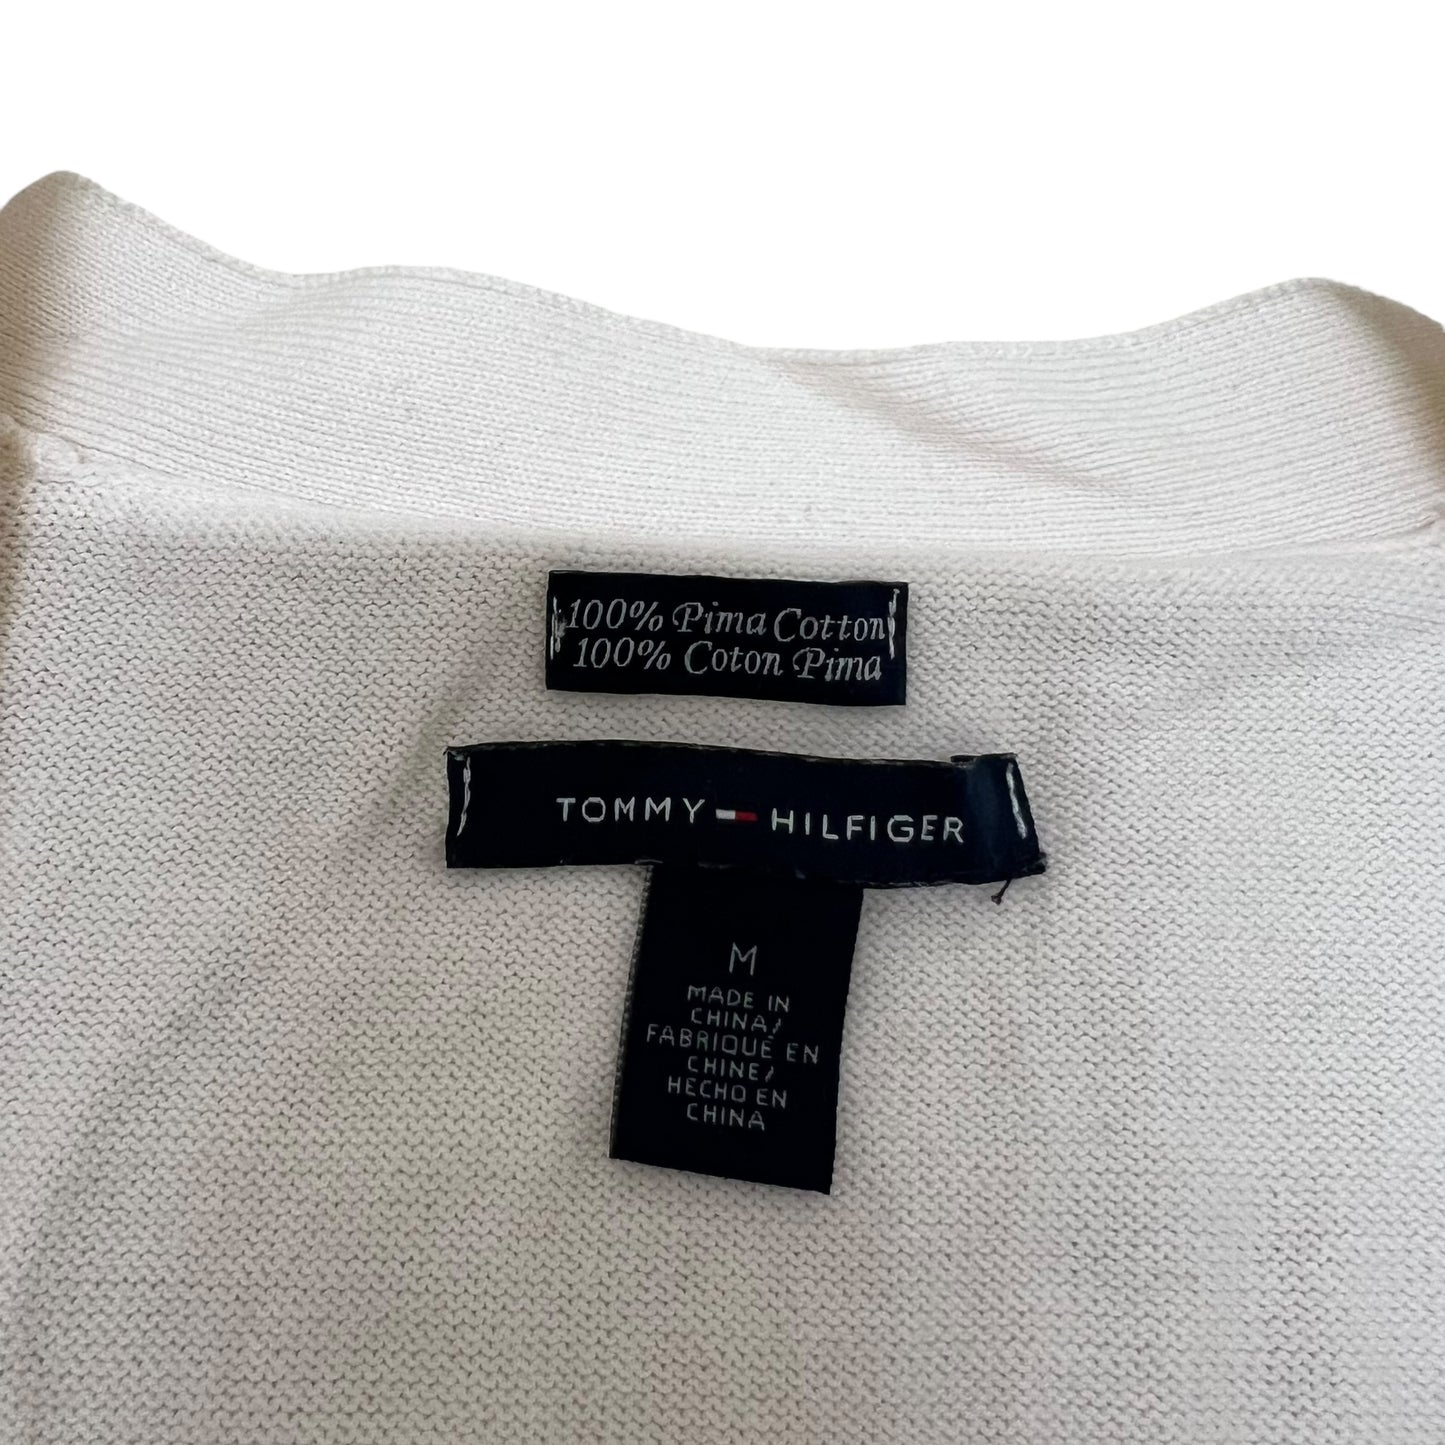 100% Pima Cotton
100% Coton Pima
TOMMY HILFIGER
M
MADE IN
CHINA/
FABRIQUÉ EN
CHINE/
HECHO EN
CHINA